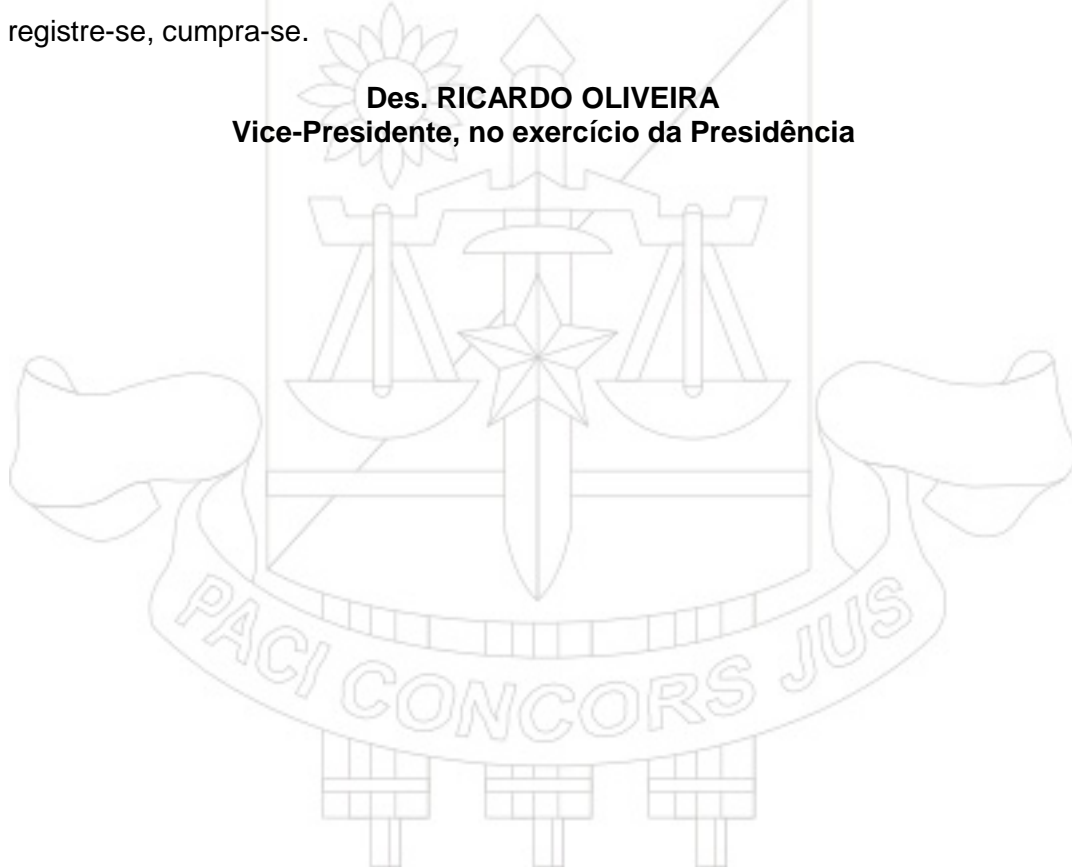 registre-se, cumpra-se.
Des. RICARDO OLIVEIRA
Vice-Presidente, no exercício da Presidência
PACI CONCORS JUS